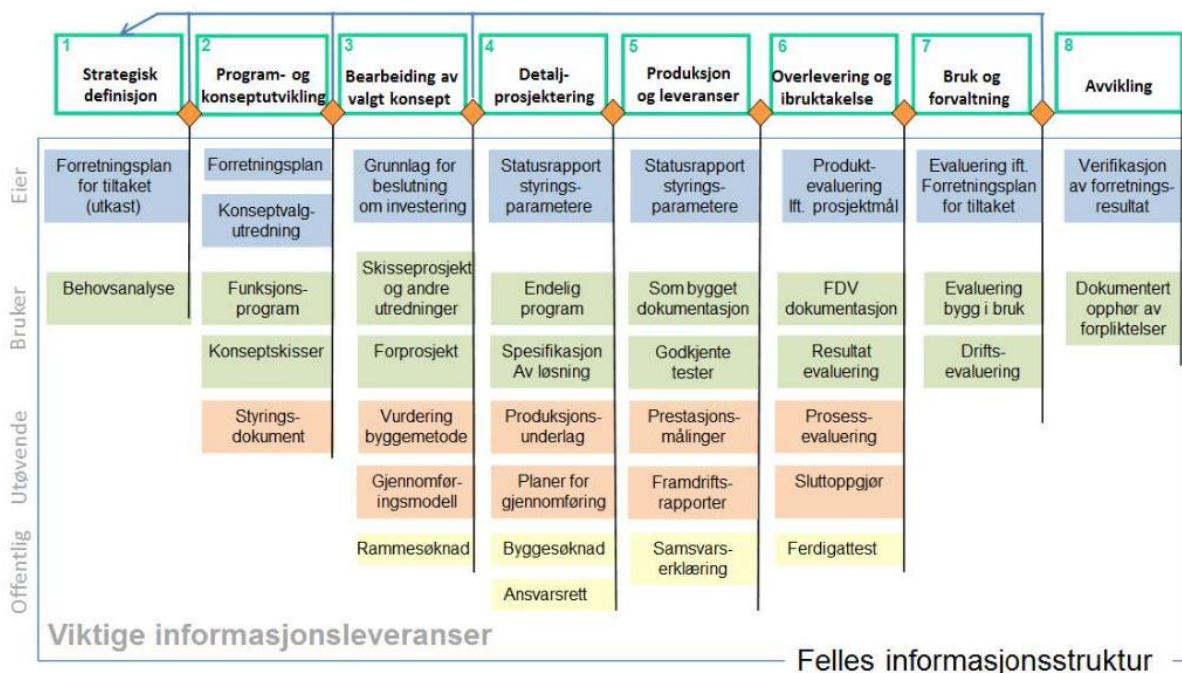 1
Strategisk
definisjon
2
Program- og
konseptutvikling
3
Bearbeiding av
valgt konsept
4
Detalj-
prosjektering
5
Produksjon
og leveranser
6
Overlevering og
ibruktakelse
7
Bruk og
forvaltning
8
Avvikling
Eier
Forretningsplan
for tiltaket
(utkast)
Forretningsplan
Konseptvalg-
utredning
Grunnlag for
beslutning
om investering
Statusrapport
styrings-
parametere
Statusrapport
styrings-
parametere
Produkt-
evaluering
Ift. prosjektmål
Evaluering ift.
Forretningsplan
for tiltaket
Verifikasjon
av forretnings-
resultat
Bruker
Behovsanalyse
Funksjons-
program
Konseptskisser
Skisseprosjekt
og andre
utredninger
Forprosjekt
Endelig
program
Spesifikasjon
Av løsning
Som bygget
dokumentasjon
Godkjente
tester
FDV
dokumentasjon
Resultat
evaluering
Evaluering
bygg i bruk
Drifts-
evaluering
Dokumentert
opphør av
forpliktelser
Utøvende
Styrings-
dokument
Vurdering
byggemetode
Gjennomfør-
ingsmodell
Produksjons-
underlag
Planer for
gjennomføring
Prestasjons-
målinger
Framdrifts-
rapporter
Prosess-
evaluering
Sluttoppgjør
Offentlig
Rammesøknad
Byggesøknad
Ansvarsrett
Samsvars-
erklæring
Ferdigattest
Viktige informasjonsleveranser
Felles informasjonsstruktur